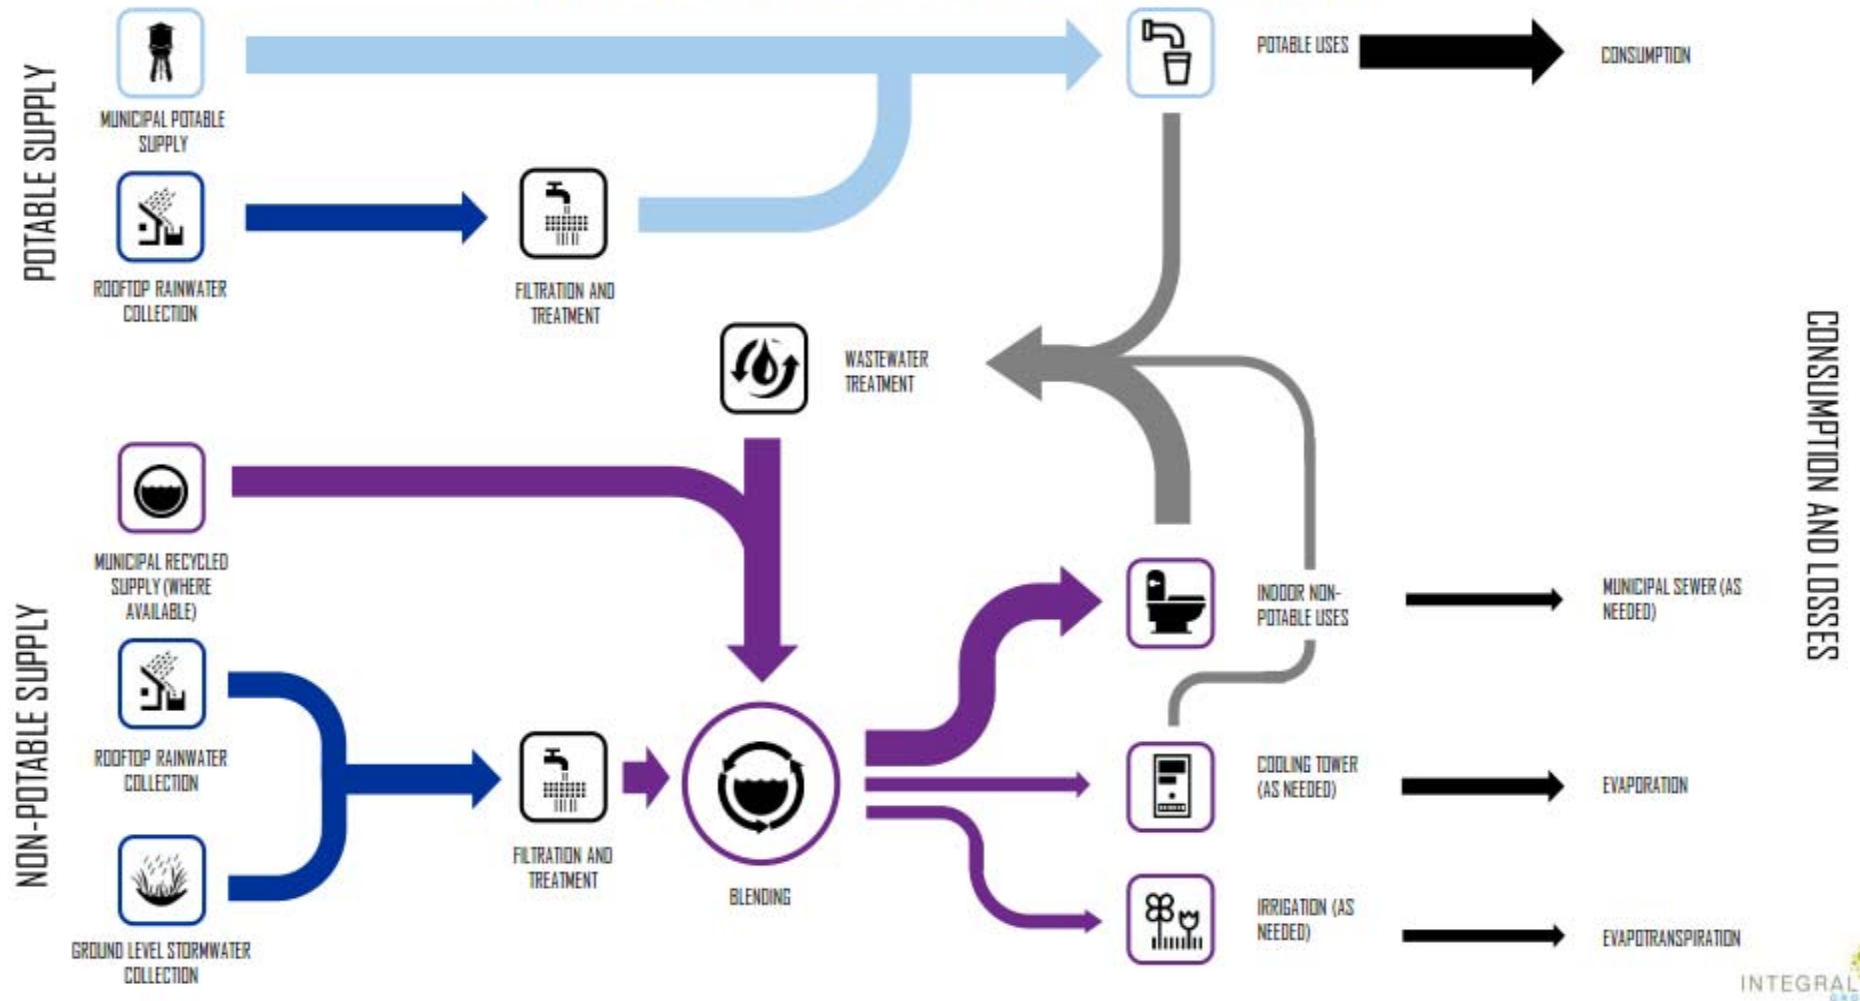 POTABLE SUPPLY
MUNICIPAL POTABLE
SUPPLY
POTABLE USES
CONSUMPTION
ROOFTOP RAINWATER
COLLECTION
FILTRATION AND
TREATMENT
WASTEWATER
TREATMENT
CONSUMPTION AND LOSSES
NON-POTABLE SUPPLY
MUNICIPAL RECYCLED
SUPPLY (WHERE
AVAILABLE)
INDOOR NON-
POTABLE USES
MUNICIPAL SEWER (AS
NEEDED)
ROOFTOP RAINWATER
COLLECTION
COOLING TOWER
(AS NEEDED)
EVAPORATION
FILTRATION AND
TREATMENT
BLENDING
IRRIGATION (AS
NEEDED)
EVAPOTRANSPIRATION
GROUND LEVEL STORMWATER
COLLECTION
INTEGRAL